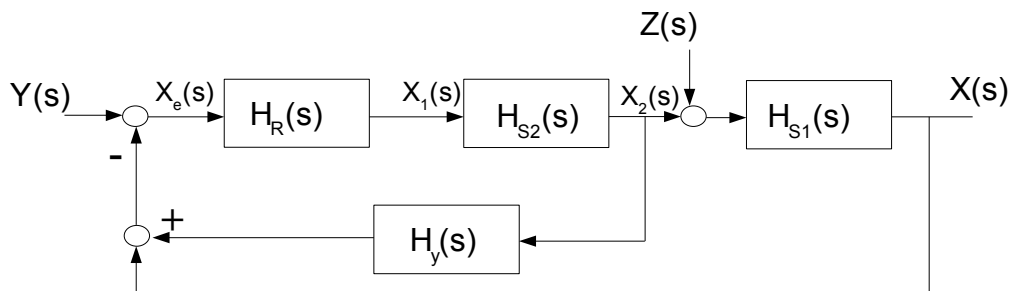 Z(s)
Y(s)
X_e(s)
H_R(s)
X_1(s)
H_S2(s)
X_2(s)
H_S1(s)
X(s)
-
+
H_y(s)